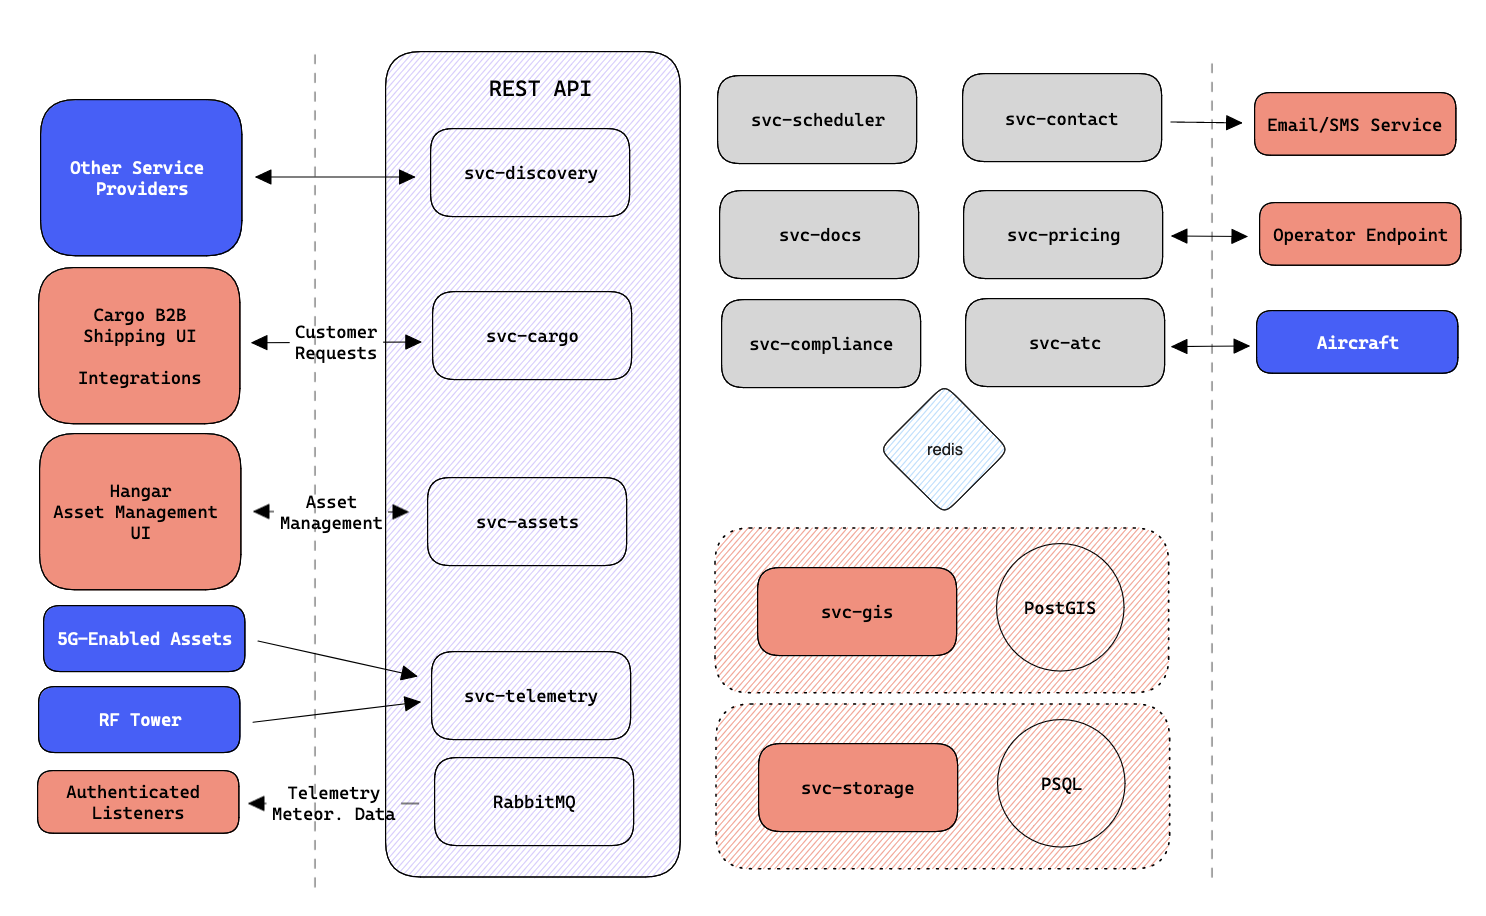 REST API
Other Service
Providers
svc-discovery
Cargo B2B
Shipping UI
Integrations
Customer
Requests
svc-cargo
Hangar
Asset Management
UI
Asset
Management
svc-assets
5G-Enabled Assets
RF Tower
svc-telemetry
Authenticated
Listeners
Telemetry
Meteor. Data
RabbitMQ
svc-scheduler
svc-contact
Email/SMS Service
svc-docs
svc-pricing
Operator Endpoint
svc-compliance
svc-atc
Aircraft
redis
svc-gis
PostGIS
svc-storage
PSQL